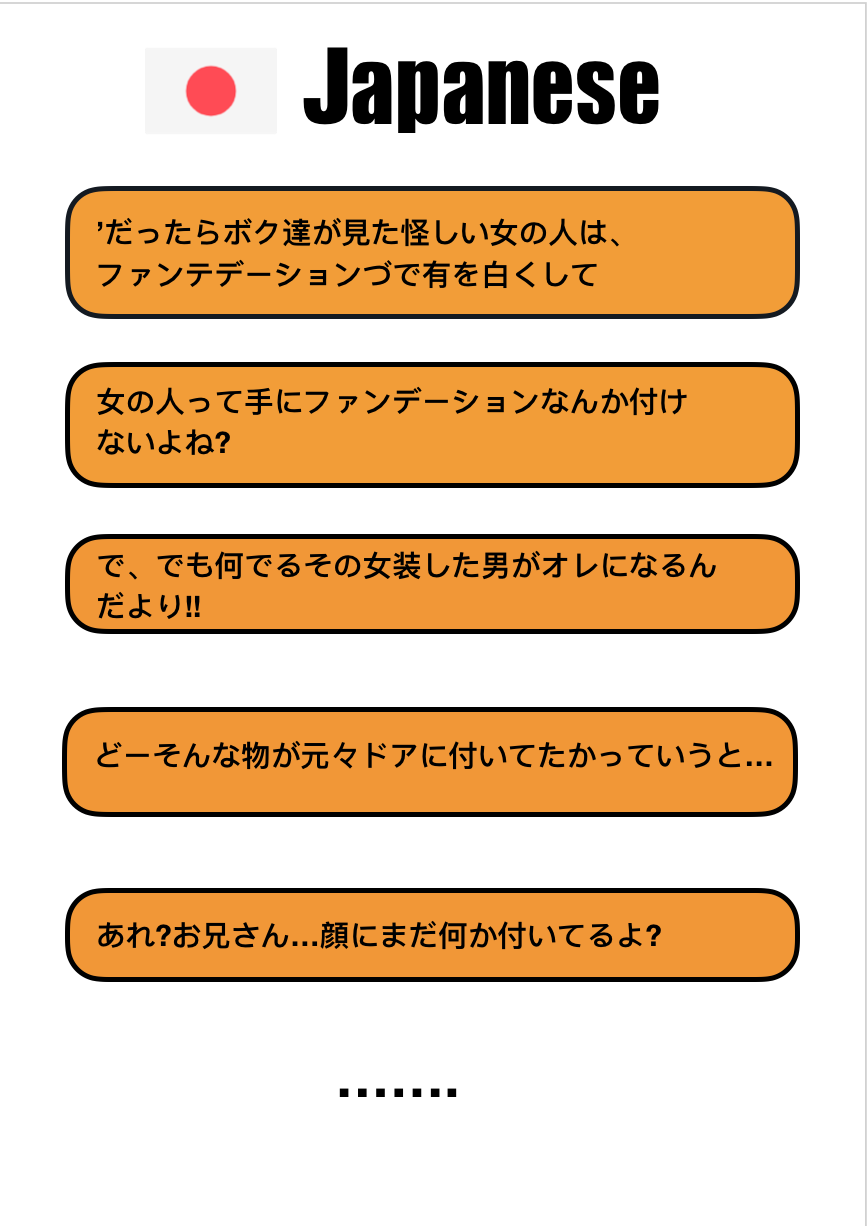 Japanese
’だったらボク達が見た怪しい女の人は、
ファンテデーションづで有を白くして
女の人って手にファンデーションなんか付け
ないよね?
で、でも何でるその女装した男がオレになるん
だより!!
どーそんな物が元々ドアに付いてたかっていうと...
あれ?お兄さん...顔にまだ何か付いてるよ?
.......